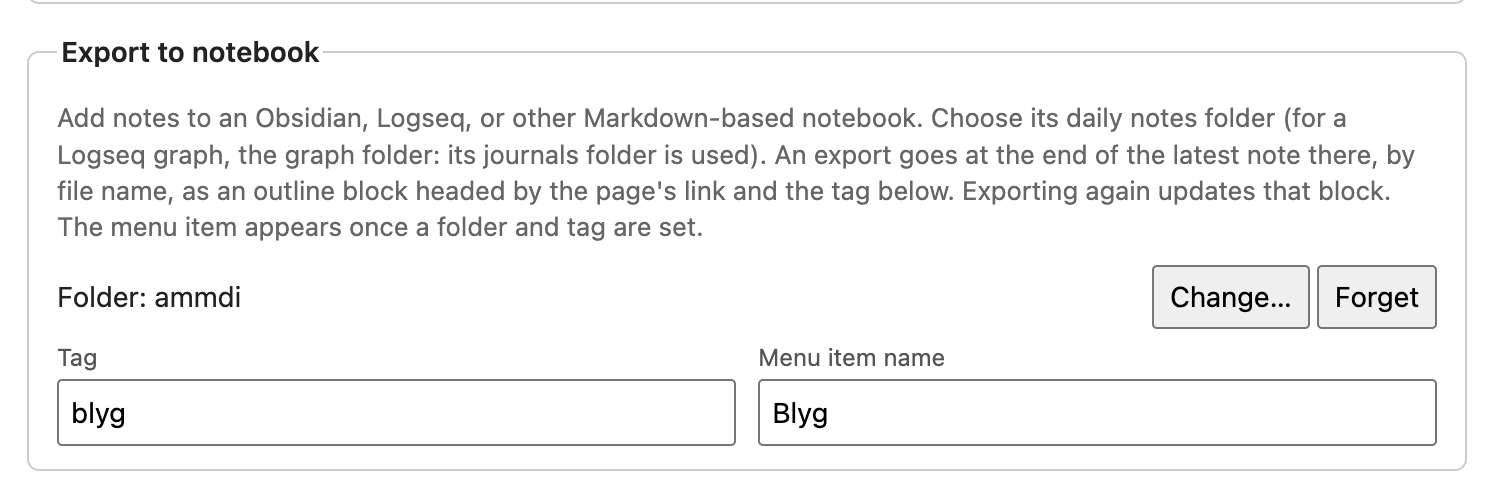 Export to notebook
Add notes to an Obsidian, Logseq, or other Markdown-based notebook. Choose its daily notes folder (for a
Logseq graph, the graph folder: its journals folder is used). An export goes at the end of the latest note there, by
file name, as an outline block headed by the page's link and the tag below. Exporting again updates that block.
The menu item appears once a folder and tag are set.
Folder: ammdi
Change...
Forget
Tag
Menu item name
blyg
Blyg